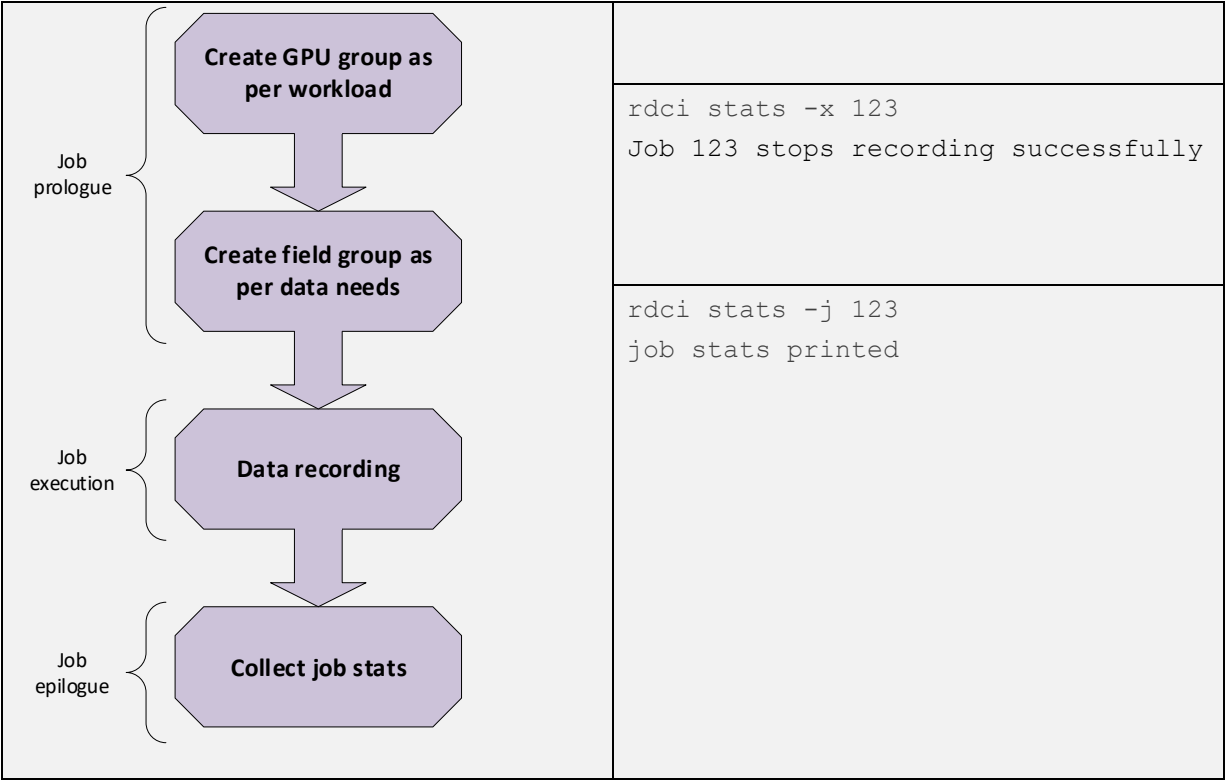 Create GPU group as
per workload
Job
prologue
Create field group as
per data needs
Job
execution
Data recording
Job
epilogue
Collect job stats
rdci stats -x 123
Job 123 stops recording successfully
rdci stats -j 123
job stats printed